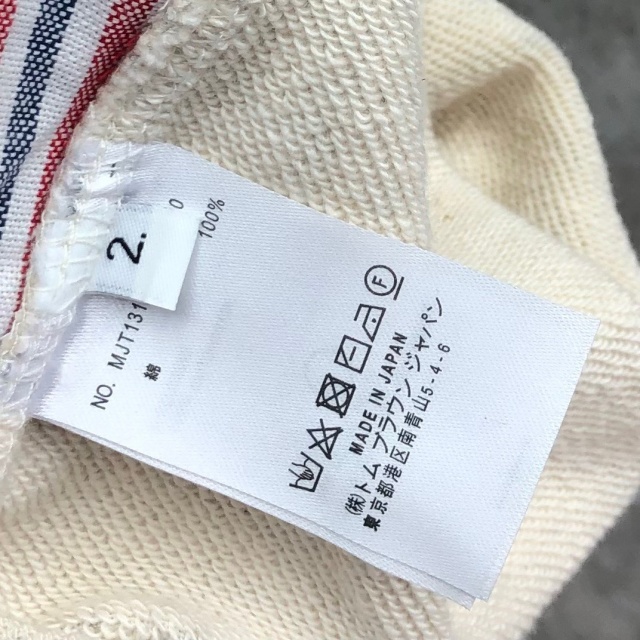 2.
0
NO. MJT131
綿 100%
F
MADE IN JAPAN
(株)トム ブラウン ジャパン
東京都港区南青山5-4-6